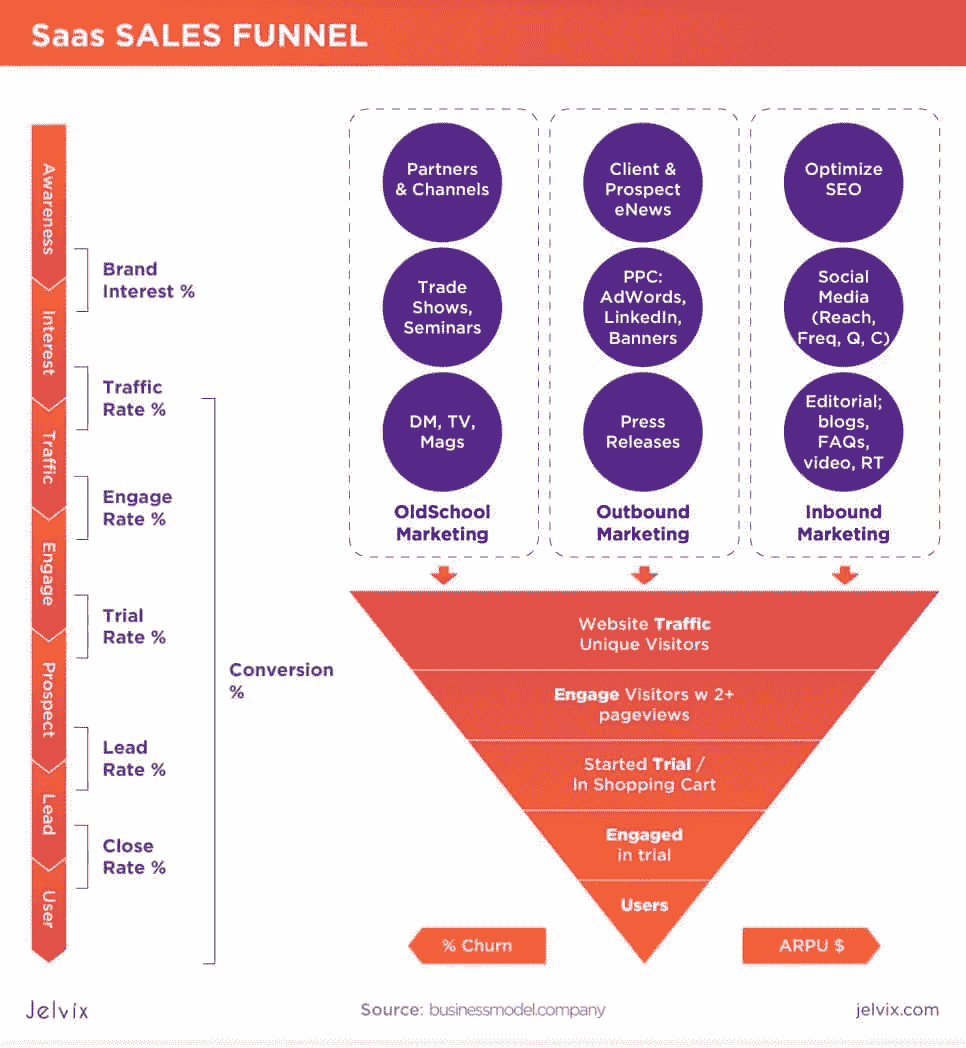 Saas SALES FUNNEL
Awareness
Interest
Traffic
Engage
Prospect
Lead
User
Brand
Interest %
Traffic
Rate %
Engage
Rate %
Trial
Rate %
Lead
Rate %
Close
Rate %
Conversion
%
Partners
& Channels
Trade
Shows,
Seminars
DM, TV,
Mags
OldSchool
Marketing
Client &
Prospect
eNews
PPC:
AdWords,
LinkedIn,
Banners
Press
Releases
Outbound
Marketing
Optimize
SEO
Social
Media
(Reach,
Freq, Q, C)
Editorial;
blogs,
FAQs,
video, RT
Inbound
Marketing
Website Traffic
Unique Visitors
Engage Visitors w 2+
pageviews
Started Trial /
In Shopping Cart
Engaged
in trial
Users
% Churn
ARPU $
Jelvix
Source: businessmodel.company
jelvix.com